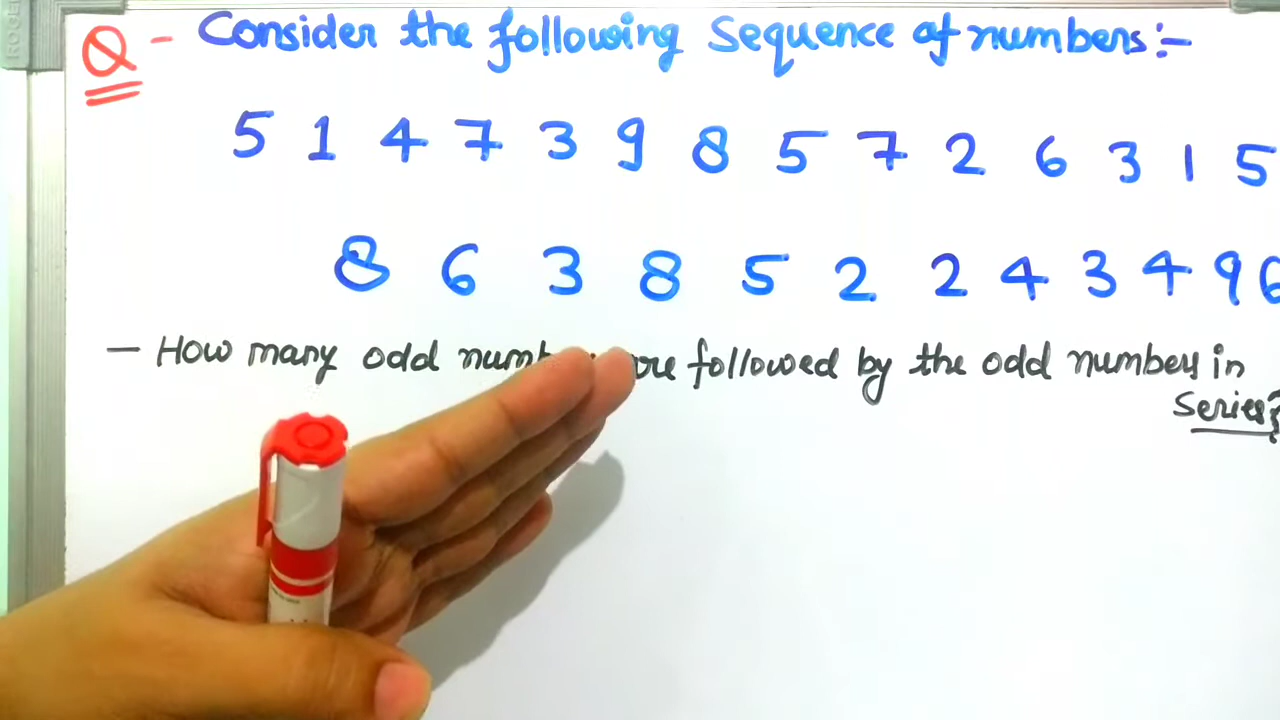 Q - Consider the following Sequence of numbers:-
5 1 4 7 3 9 8 5 7 2 6 3 1 5
8 6 3 8 5 2 2 4 3 4 9 6
- How many odd are followed by the odd numbers in
Series?